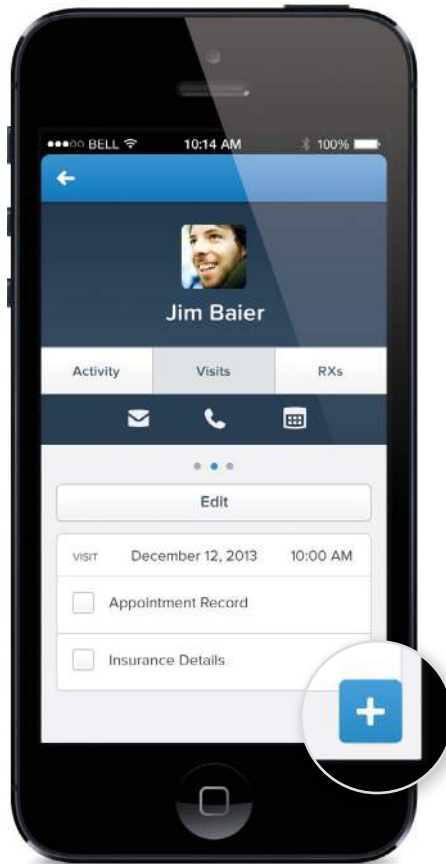 BELL 10:14 AM 100%
Jim Baier
Activity Visits RXs
Edit
VISIT December 12, 2013 10:00 AM
Appointment Record
Insurance Details
+